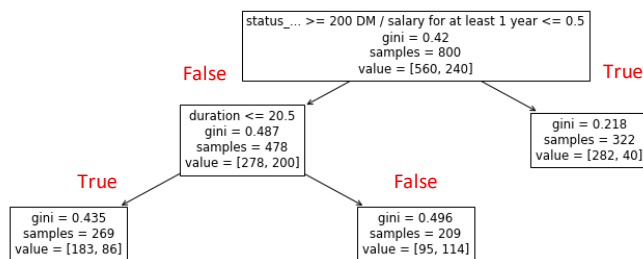 status_... >= 200 DM / salary for at least 1 year <= 0.5
gini = 0.42
samples = 800
value = [560, 240]
False
True
duration <= 20.5
gini = 0.487
samples = 478
value = [278, 200]
gini = 0.218
samples = 322
value = [282, 40]
True
False
gini = 0.435
samples = 269
value = [183, 86]
gini = 0.496
samples = 209
value = [95, 114]